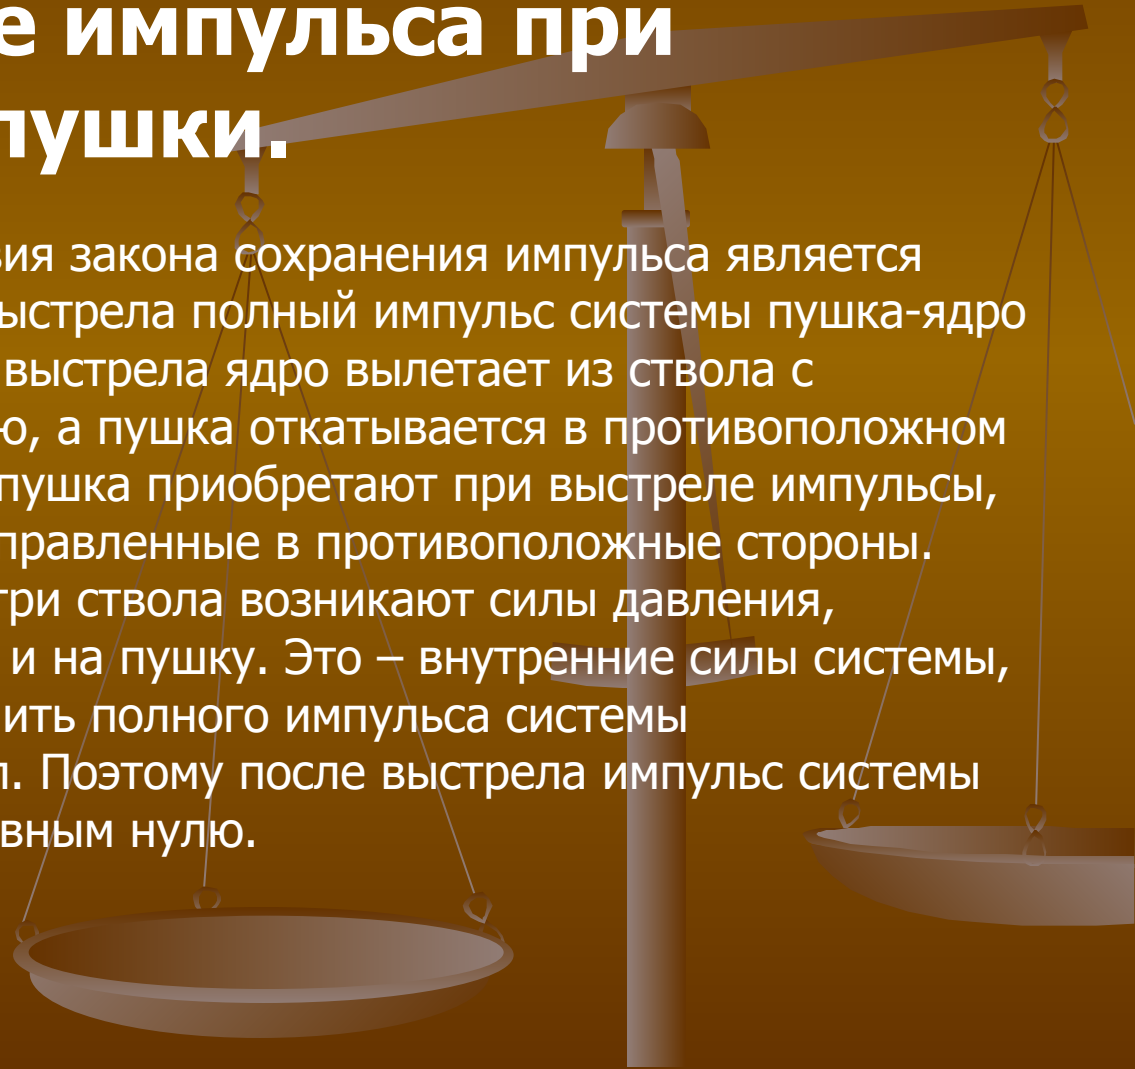 е импульса при
пушки.
вия закона сохранения импульса является
ыстрела полный импульс системы пушка-ядро
выстрела ядро вылетает из ствола с
ю, а пушка откатывается в противоположном
пушка приобретают при выстреле импульсы,
правленные в противоположные стороны.
три ствола возникают силы давления,
и на пушку. Это – внутренние силы системы,
ить полного импульса системы
л. Поэтому после выстрела импульс системы
вным нулю.